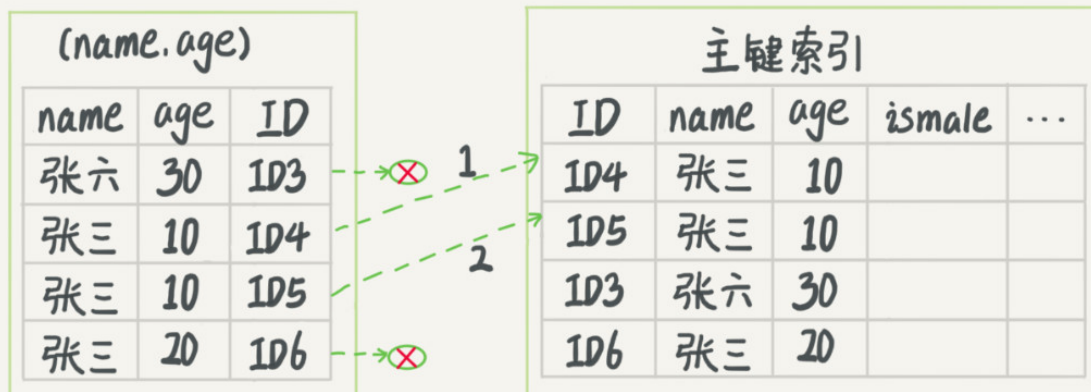 (name.age)
name age ID
张六 30 ID3
张三 10 ID4
张三 10 ID5
张三 20 ID6
1
2
主键索引
ID name age ismale ...
ID4 张三 10
ID5 张三 10
ID3 张六 30
ID6 张三 20